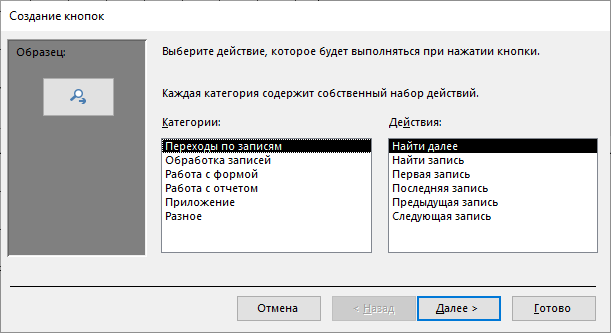 Создание кнопок
Образец:
Выберите действие, которое будет выполняться при нажатии кнопки.
Каждая категория содержит собственный набор действий.
Категории:
Переходы по записям
Обработка записей
Работа с формой
Работа с отчетом
Приложение
Разное
Действия:
Найти далее
Найти запись
Первая запись
Последняя запись
Предыдущая запись
Следующая запись
Отмена
< Назад
Далее >
Готово